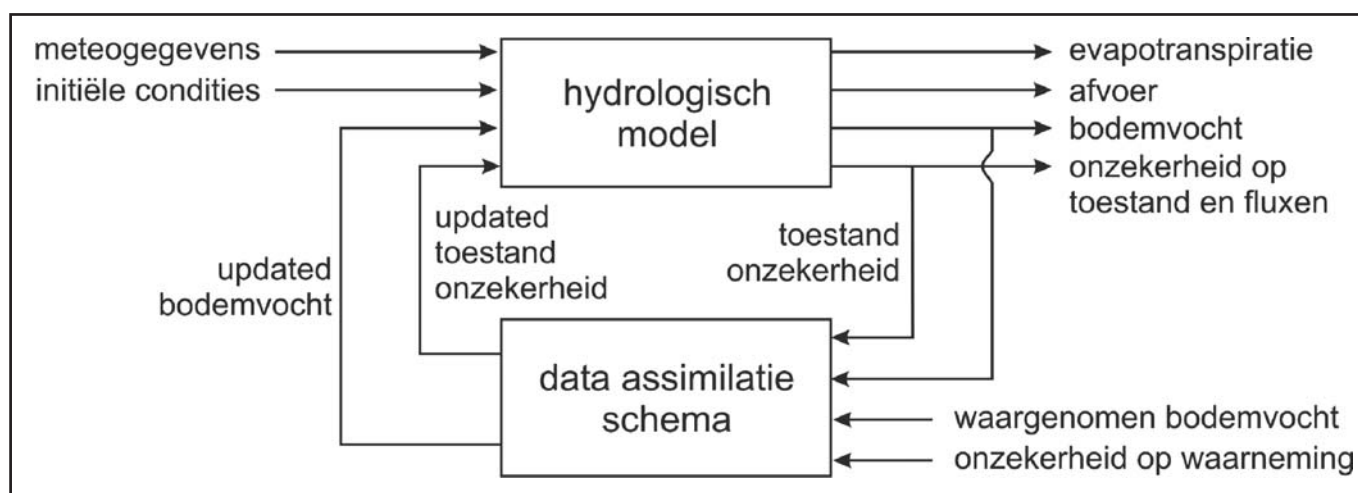 meteogegevens
initiële condities
hydrologisch
model
evapotranspiratie
afvoer
bodemvocht
onzekerheid op
toestand en fluxen
updated
toestand
onzekerheid
toestand
onzekerheid
updated
bodemvocht
data assimilatie
schema
waargenomen bodemvocht
onzekerheid op waarneming